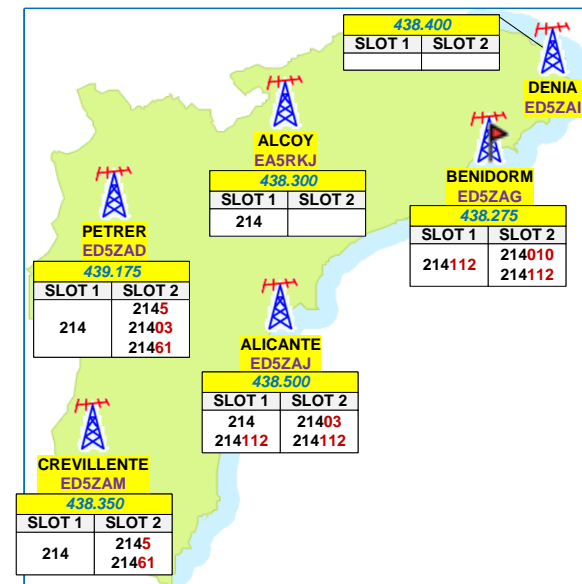 438.400
SLOT 1 SLOT 2
DENIA
ED5ZAI
ALCOY
EA5RKJ
438.300
SLOT 1 SLOT 2
214
BENIDORM
ED5ZAG
438.275
SLOT 1 SLOT 2
214112 214010
214112
PETRER
ED5ZAD
439.175
SLOT 1 SLOT 2
214 2145
21403
21461
ALICANTE
ED5ZAJ
438.500
SLOT 1 SLOT 2
214 21403
214112 214112
CREVILLENTE
ED5ZAM
438.350
SLOT 1 SLOT 2
214 2145
21461